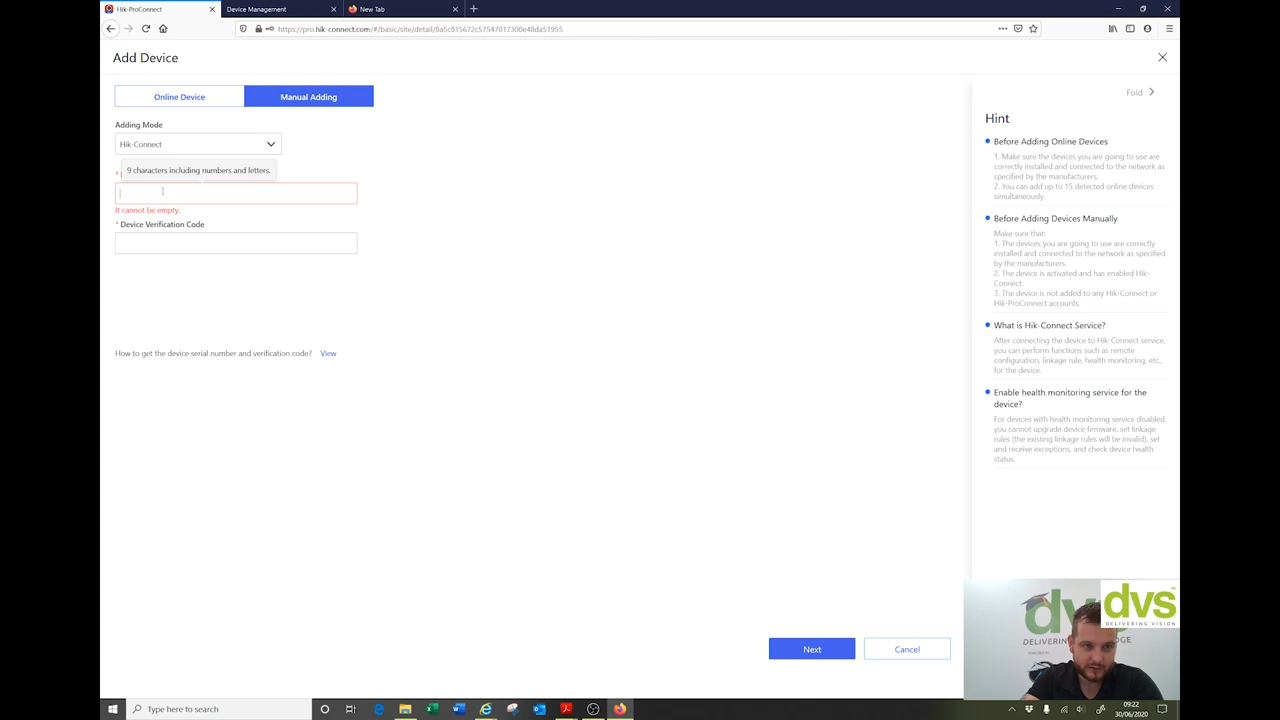 Hik-ProConnect
Device Management
New Tab
https://pro.hik-connect.com/#/basic/site/detail/8a5c815672c57547017300e48da51955
Add Device
Online Device
Manual Adding
Fold
Adding Mode
Hik-Connect
9 characters including numbers and letters.
*
It cannot be empty.
* Device Verification Code
How to get the device serial number and verification code? View
Hint
Before Adding Online Devices
1. Make sure the devices you are going to use are
correctly installed and connected to the network as
specified by the manufacturers.
2. You can add up to 15 detected online devices
simultaneously.
Before Adding Devices Manually
Make sure that:
1. The devices you are going to use are correctly
installed and connected to the network as specified
by the manufacturers.
2. The device is activated and has enabled Hik-
Connect.
3. The device is not added to any Hik-Connect or
Hik-ProConnect accounts.
What is Hik-Connect Service?
After connecting the device to Hik-Connect service,
you can perform functions such as remote
configuration, linkage rule, health monitoring, etc.,
for the device.
Enable health monitoring service for the
device?
For devices with health monitoring service disabled,
you cannot upgrade device firmware, set linkage
rules (the existing linkage rules will be invalid), set
and receive exceptions, and check device health
status.
Next
Cancel
dvs
DELIVERING VISION
Type here to search
09:22
30/06/2020